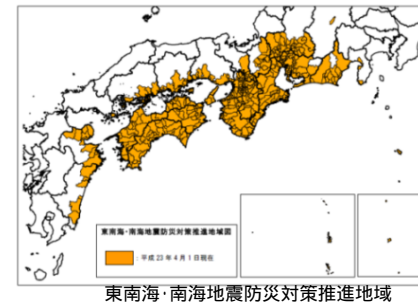 東南海・南海地震防災対策推進地域図
：平成23年4月1日現在
東南海・南海地震防災対策推進地域